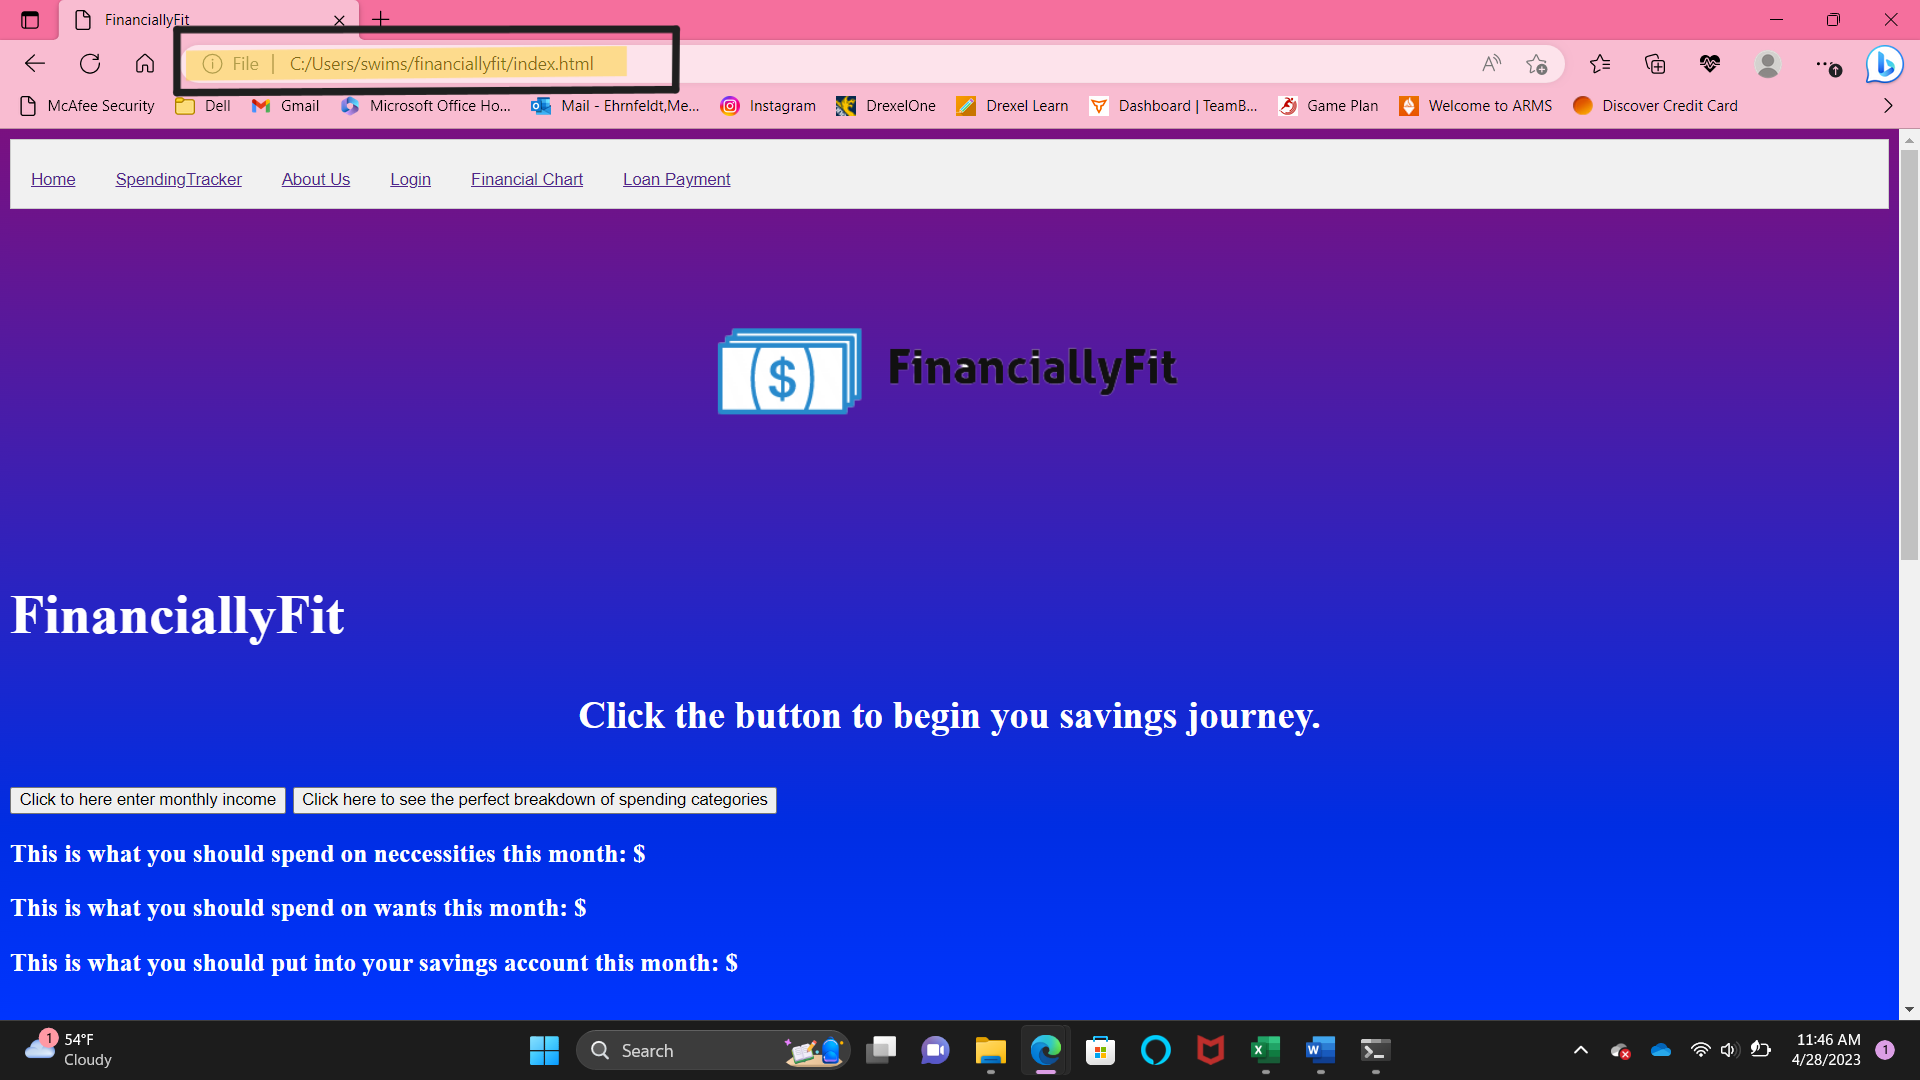 FinanciallyFit
File | C:/Users/swims/financiallyfit/index.html
McAfee Security Dell Gmail Microsoft Office Ho... Mail - Ehrnfeldt,Me... Instagram DrexelOne Drexel Learn Dashboard | TeamB... Game Plan Welcome to ARMS Discover Credit Card
Home SpendingTracker About Us Login Financial Chart Loan Payment
($) FinanciallyFit
FinanciallyFit
Click the button to begin you savings journey.
Click to here enter monthly income Click here to see the perfect breakdown of spending categories
This is what you should spend on neccessities this month: $
This is what you should spend on wants this month: $
This is what you should put into your savings account this month: $
1 54°F Search 11:46 AM
Cloudy 4/28/2023 1